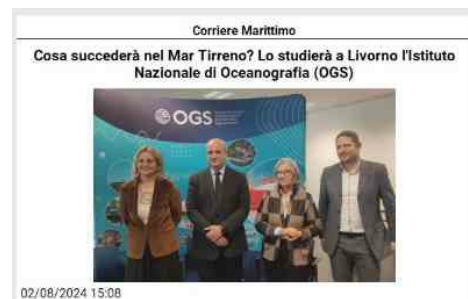 Corriere Marittimo
Cosa succederà nel Mar Tirreno? Lo studierà a Livorno l'Istituto
Nazionale di Oceanografia (OGS)
OGS
02/08/2024 15:08